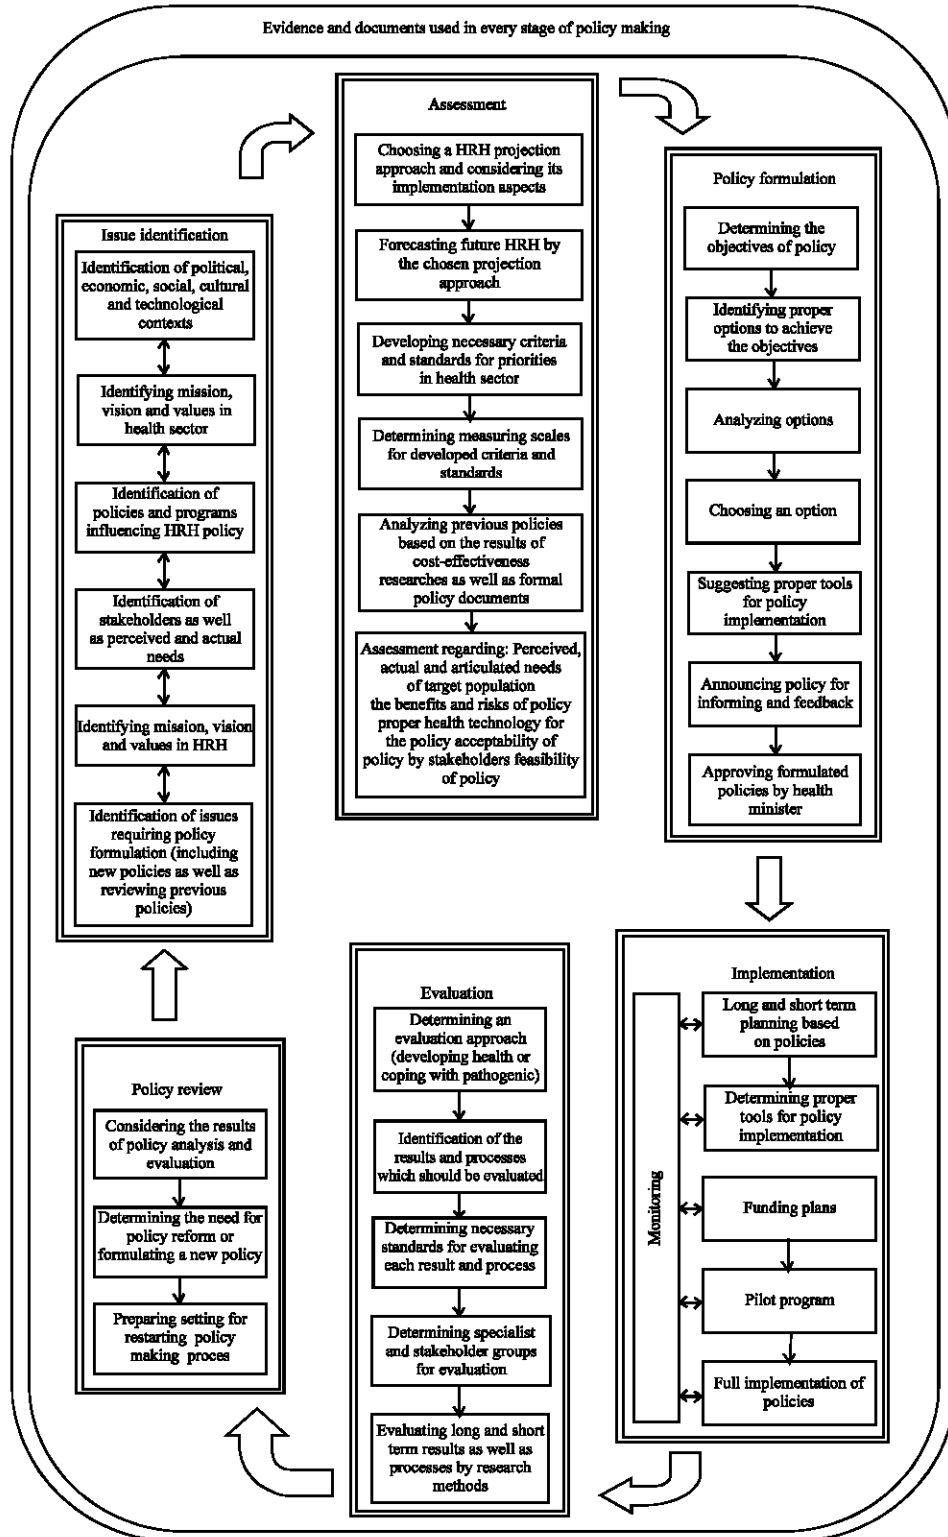 Evidence and documents used in every stage of policy making
Issue identification
Identification of political,
economic, social, cultural
and technological
contexts
Identifying mission,
vision and values in
health sector
Identification of
policies and programs
influencing HRH policy
Identification of
stakeholders as well
as perceived and actual
needs
Identifying mission, vision
and values in HRH
Identification of issues
requiring policy
formulation (including
new policies as well as
reviewing previous
policies)
Assessment
Choosing a HRH projection
approach and considering its
implementation aspects
Forecasting future HRH by
the chosen projection
approach
Developing necessary criteria
and standards for priorities
in health sector
Determining measuring scales
for developed criteria and
standards
Analyzing previous policies
based on the results of
cost-effectiveness
researches as well as formal
policy documents
Assessment regarding: Perceived,
actual and articulated needs
of target population
the benefits and risks of policy
proper health technology for
the policy acceptability of
policy by stakeholders feasibility
of policy
Policy formulation
Determining the
objectives of policy
Identifying proper
options to achieve
the objectives
Analyzing options
Choosing an option
Suggesting proper tools
for policy
implementation
Announcing policy for
informing and feedback
Approving formulated
policies by health
minister
Implementation
Monitoring
Long and short term
planning based
on policies
Determining proper
tools for policy
implementation
Funding plans
Pilot program
Full implementation of
policies
Evaluation
Determining an
evaluation approach
(developing health or
coping with pathogenic)
Identification of the
results and processes
which should be evaluated
Determining necessary
standards for evaluating
each result and process
Determining specialist
and stakeholder groups
for evaluation
Evaluating long and short
term results as well as
processes by research
methods
Policy review
Considering the results
of policy analysis and
evaluation
Determining the need for
policy reform or
formulating a new policy
Preparing setting for
restarting policy
making proces